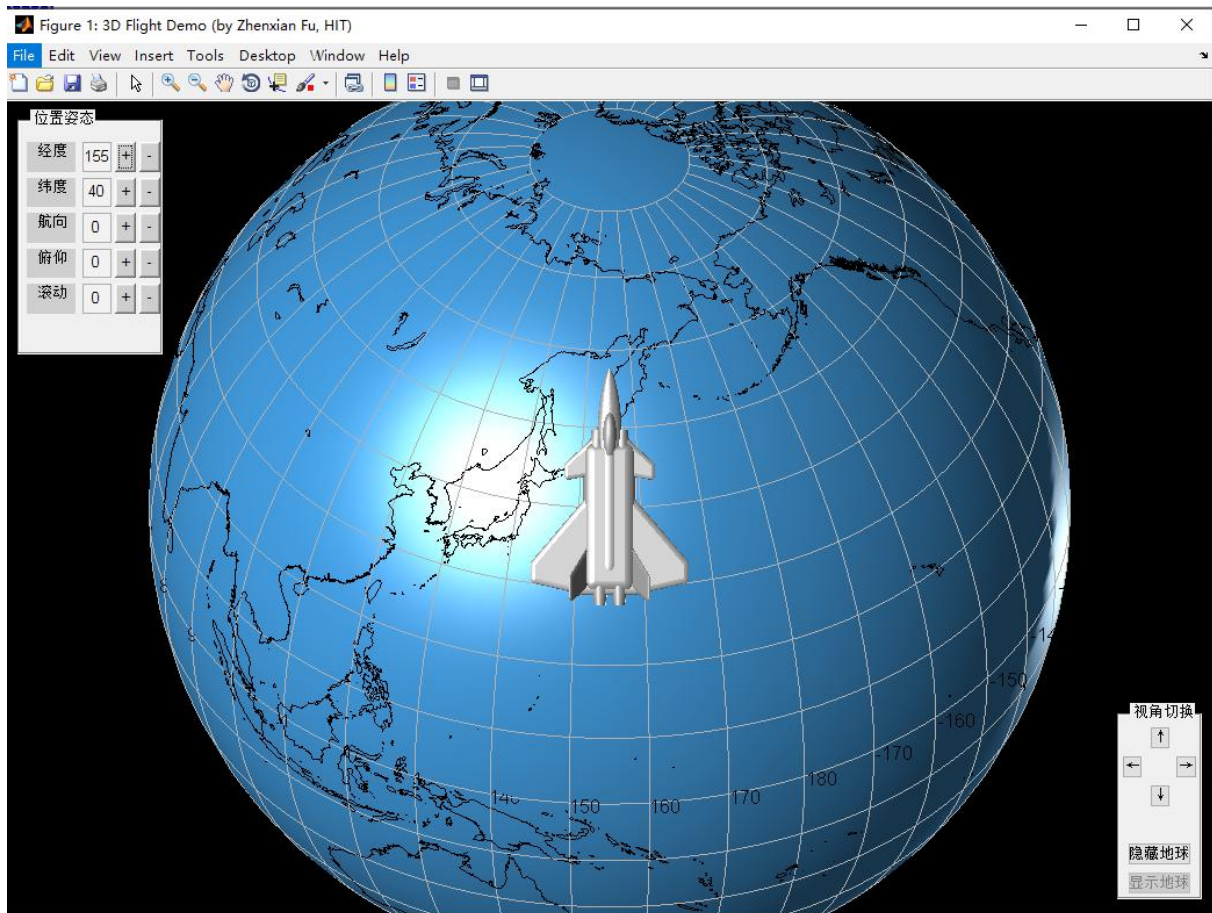 Figure 1: 3D Flight Demo (by Zhenxian Fu, HIT)
File Edit View Insert Tools Desktop Window Help
位置姿态
经度 155 + -
纬度 40 + -
航向 0 + -
俯仰 0 + -
滚动 0 + -
-150
-160
-170
180
170
160
150
140
视角切换
↑
← →
↓
隐藏地球
显示地球